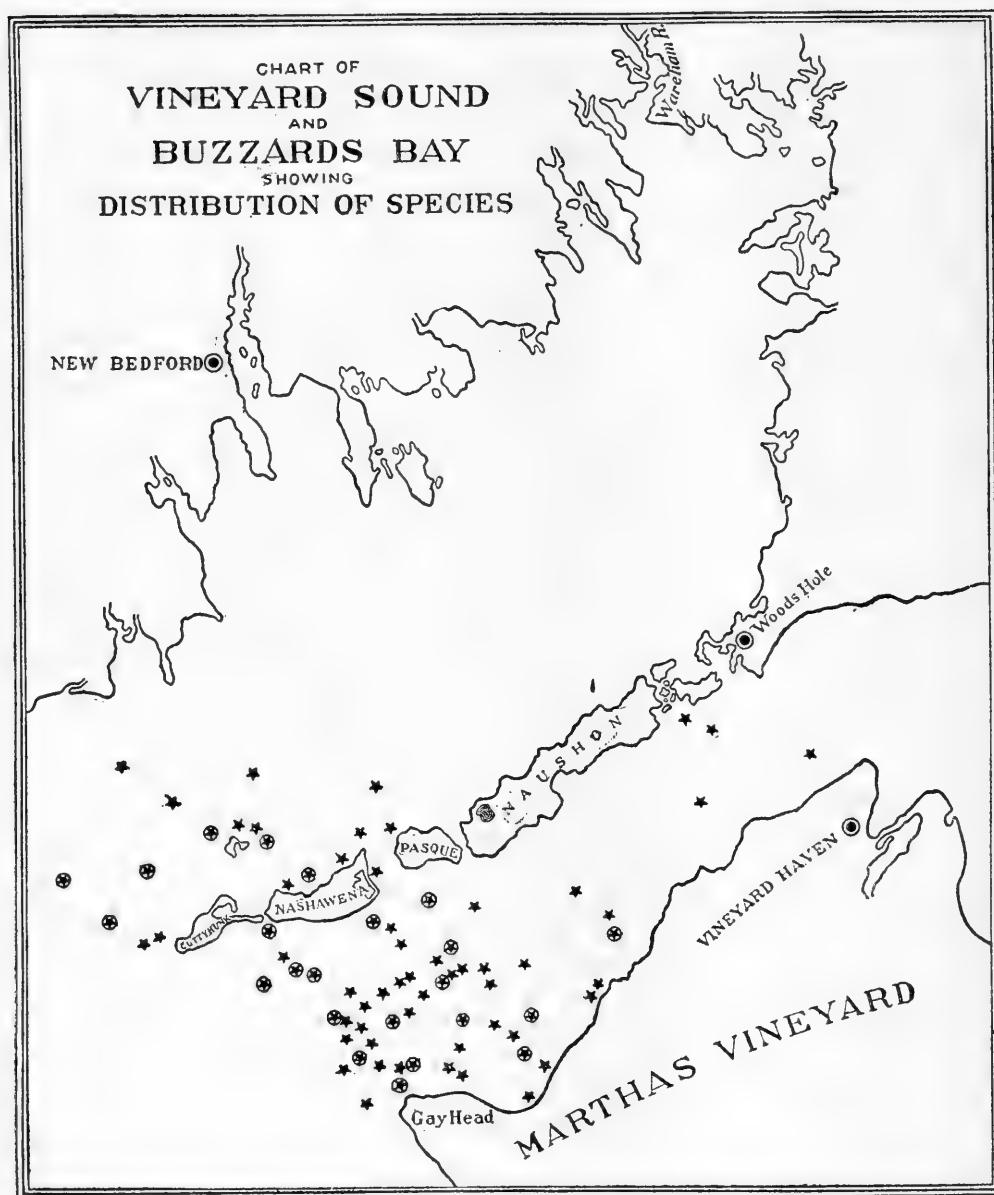 CHART OF
VINEYARD SOUND
AND
BUZZARDS BAY
SHOWING
DISTRIBUTION OF SPECIES
Wareham R.
NEW BEDFORD
Woods Hole
NAUSHON
PASQUE
NASHAWENA
CUTTYHUNK
VINEYARD HAVEN
MARTHAS VINEYARD
Gay Head